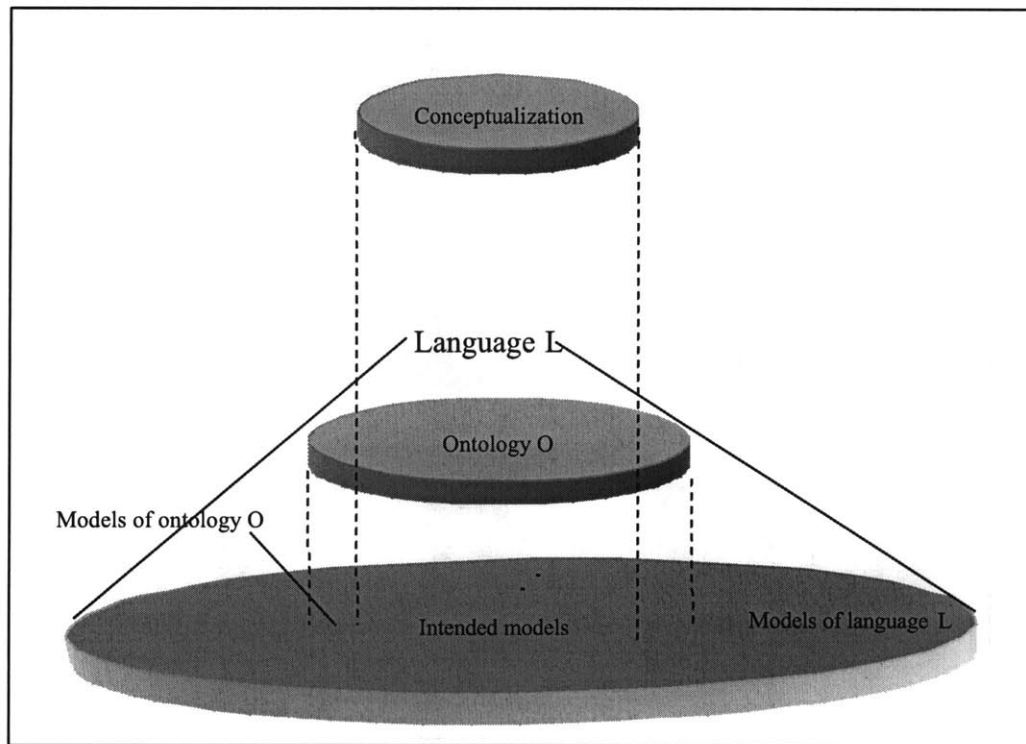 Conceptualization
Language L
Ontology O
Models of ontology O
Intended models
Models of language L